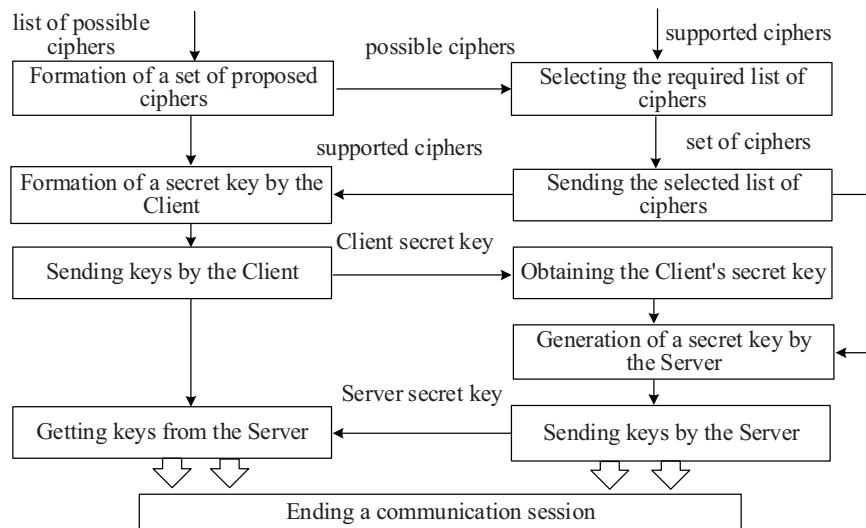 list of possible
ciphers
possible ciphers
supported ciphers
Formation of a set of proposed
ciphers
Selecting the required list of
ciphers
supported ciphers
set of ciphers
Formation of a secret key by the
Client
Sending the selected list of
ciphers
Client secret key
Sending keys by the Client
Obtaining the Client's secret key
Generation of a secret key by
the Server
Server secret key
Getting keys from the Server
Sending keys by the Server
Ending a communication session